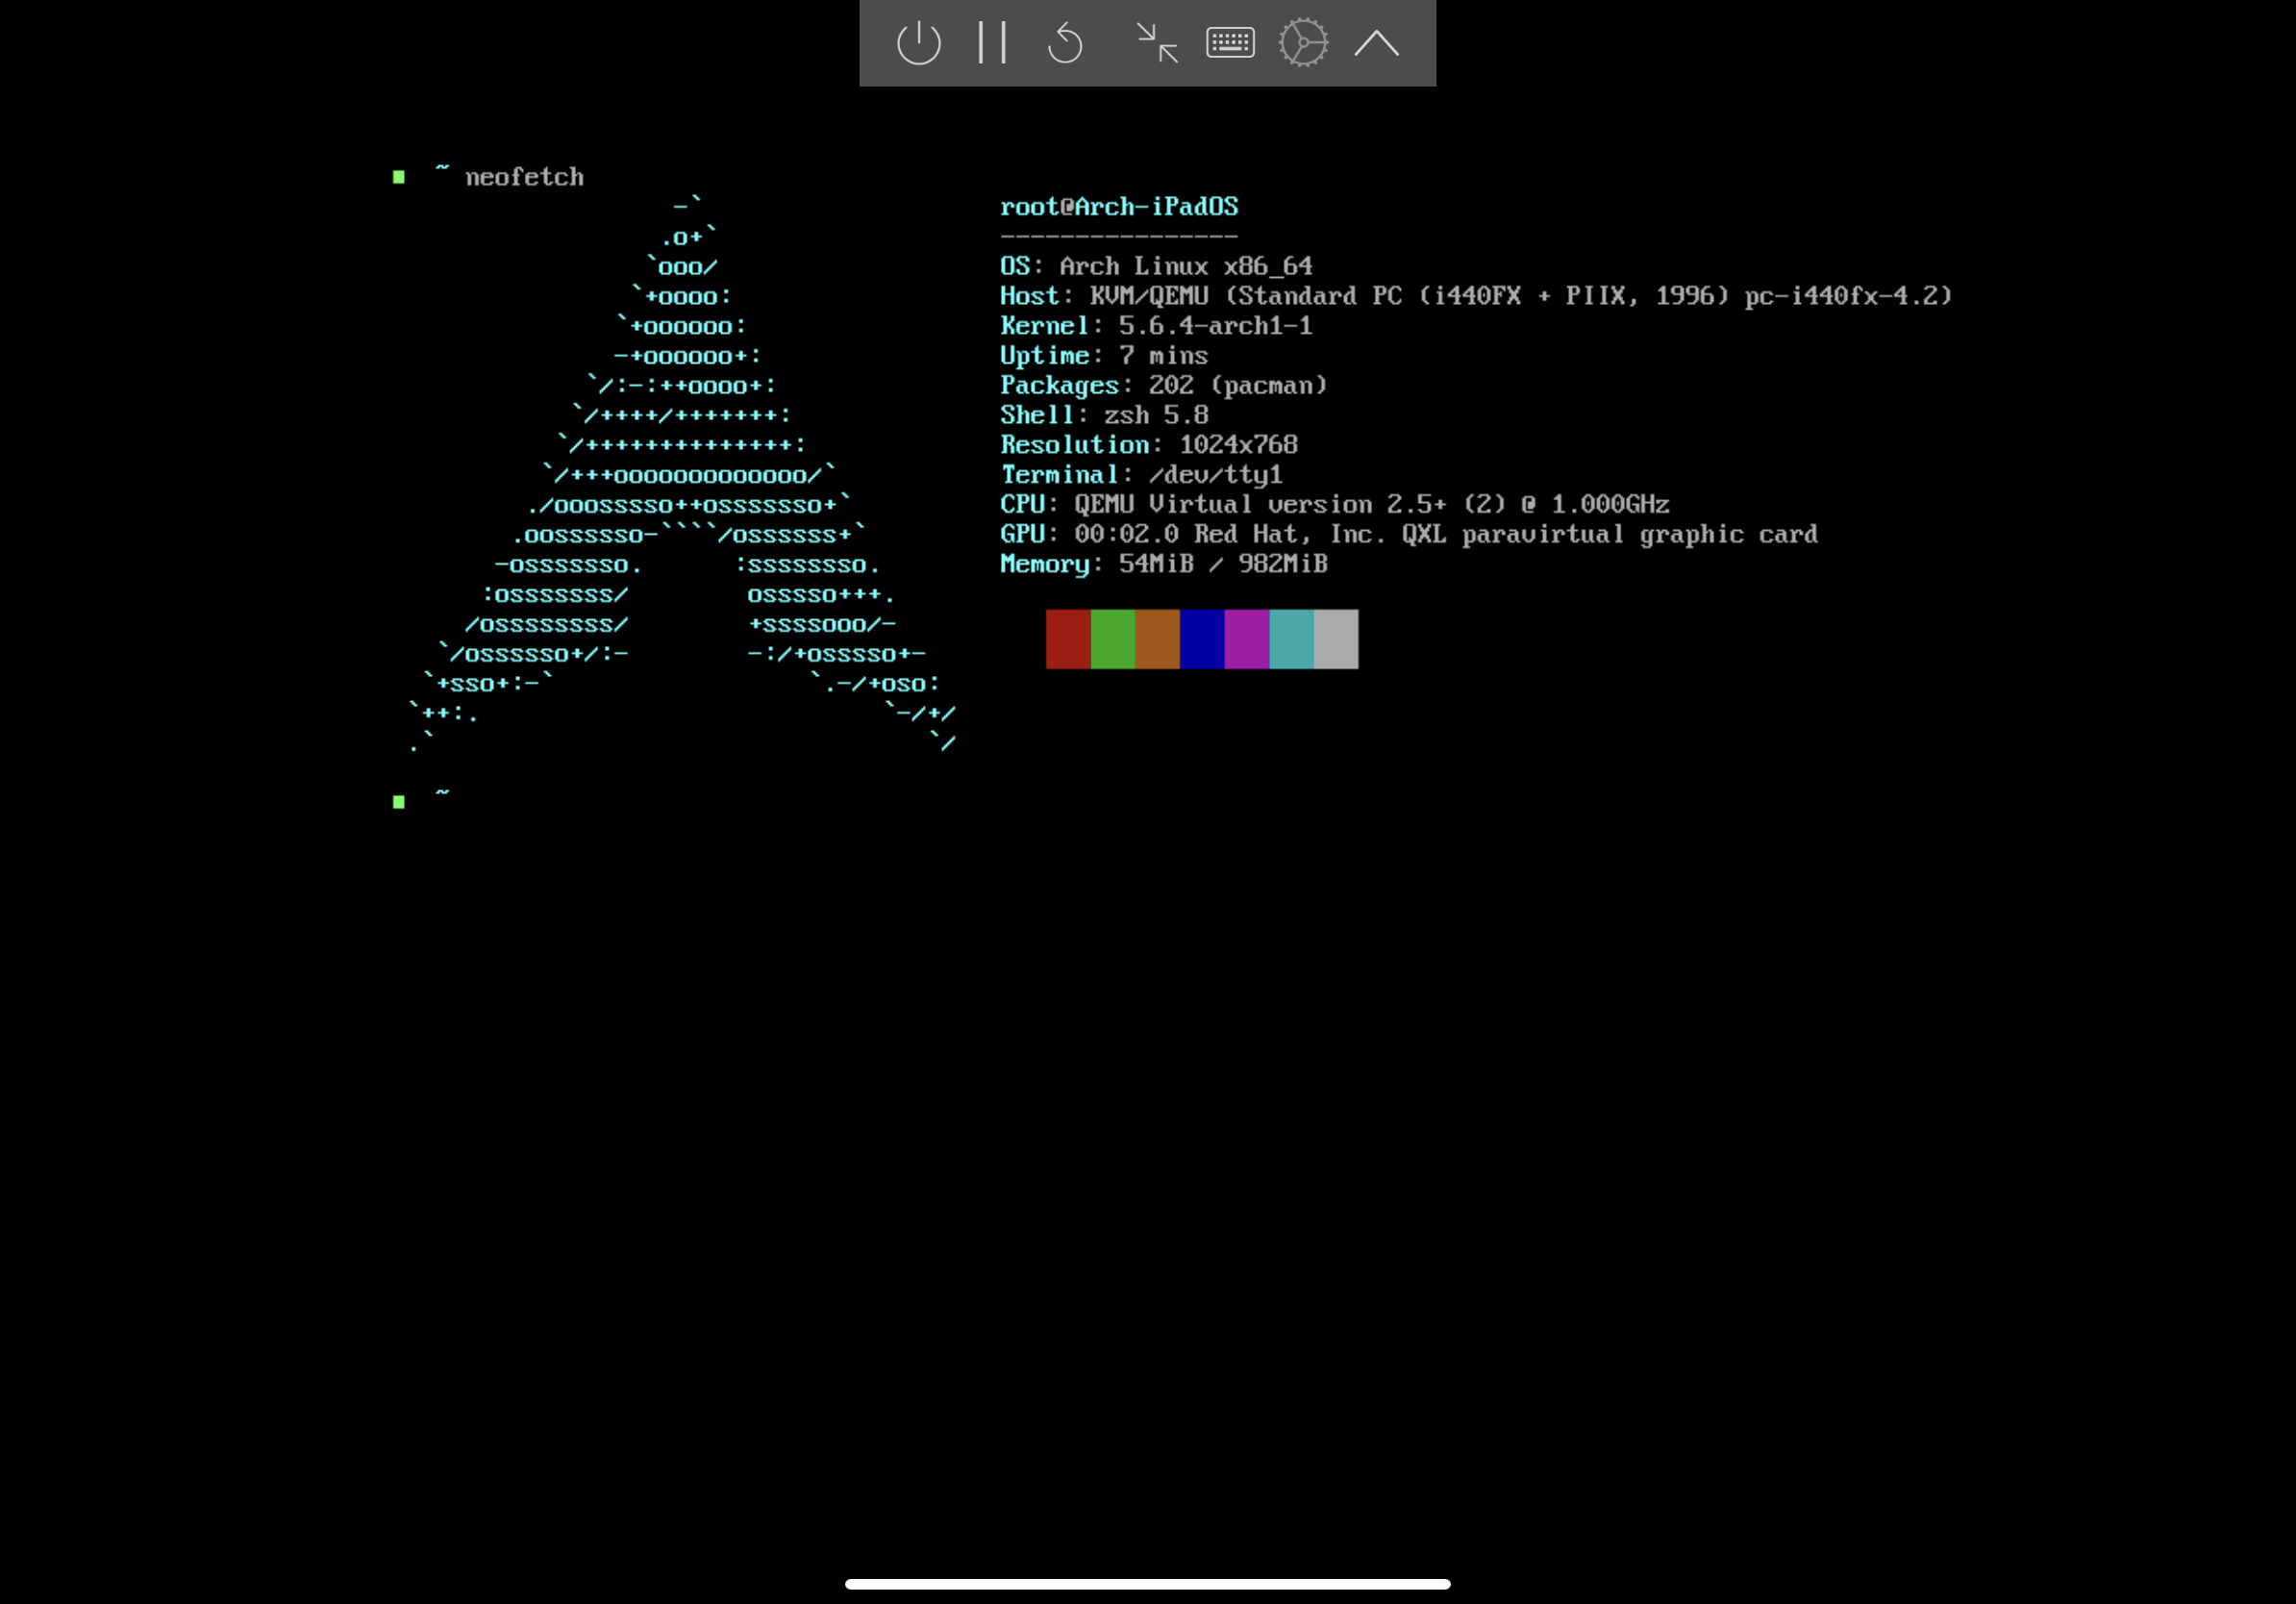 ~ neofetch
-`
root@Arch-iPadOS
.o+`
----------------
`ooo/
OS: Arch Linux x86_64
`+oooo:
Host: KVM/QEMU (Standard PC (i440FX + PIIX, 1996) pc-i440fx-4.2)
`+oooooo:
Kernel: 5.6.4-arch1-1
-+oooooo+:
Uptime: 7 mins
`/:-:++oooo+:
Packages: 202 (pacman)
`/++++/+++++++:
Shell: zsh 5.8
`/++++++++++++++:
Resolution: 1024x768
`/+++ooooooooooooo/`
Terminal: /dev/tty1
./ooosssso++osssssso+`
CPU: QEMU Virtual version 2.5+ (2) @ 1.000GHz
.oossssso-````/ossssss+`
GPU: 00:02.0 Red Hat, Inc. QXL paravirtual graphic card
-osssssso. :ssssssso.
Memory: 54MiB / 982MiB
:osssssss/ osssso+++.
/ossssssss/ +ssssooo/-
`/ossssso+/:- -:/+osssso+-
`+sso+:-` `.-/+oso:
`++:. `-/+/
.` `/
~